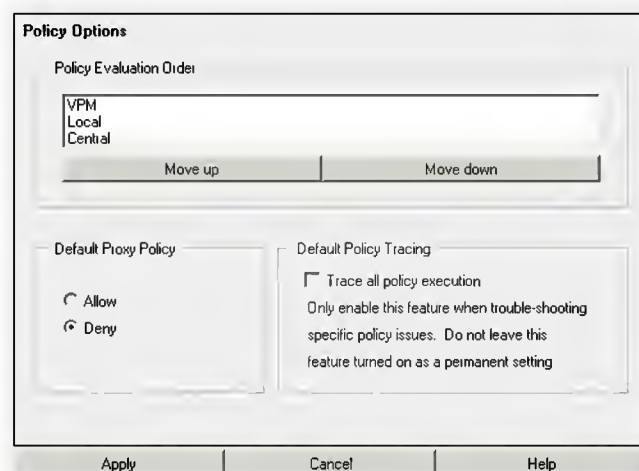 Policy Options
Policy Evaluation Order
VPM
Local
Central
Move up
Move down
Default Proxy Policy
Allow
Deny
Default Policy Tracing
Trace all policy execution
Only enable this feature when trouble-shooting
specific policy issues. Do not leave this
feature turned on as a permanent setting
Apply
Cancel
Help